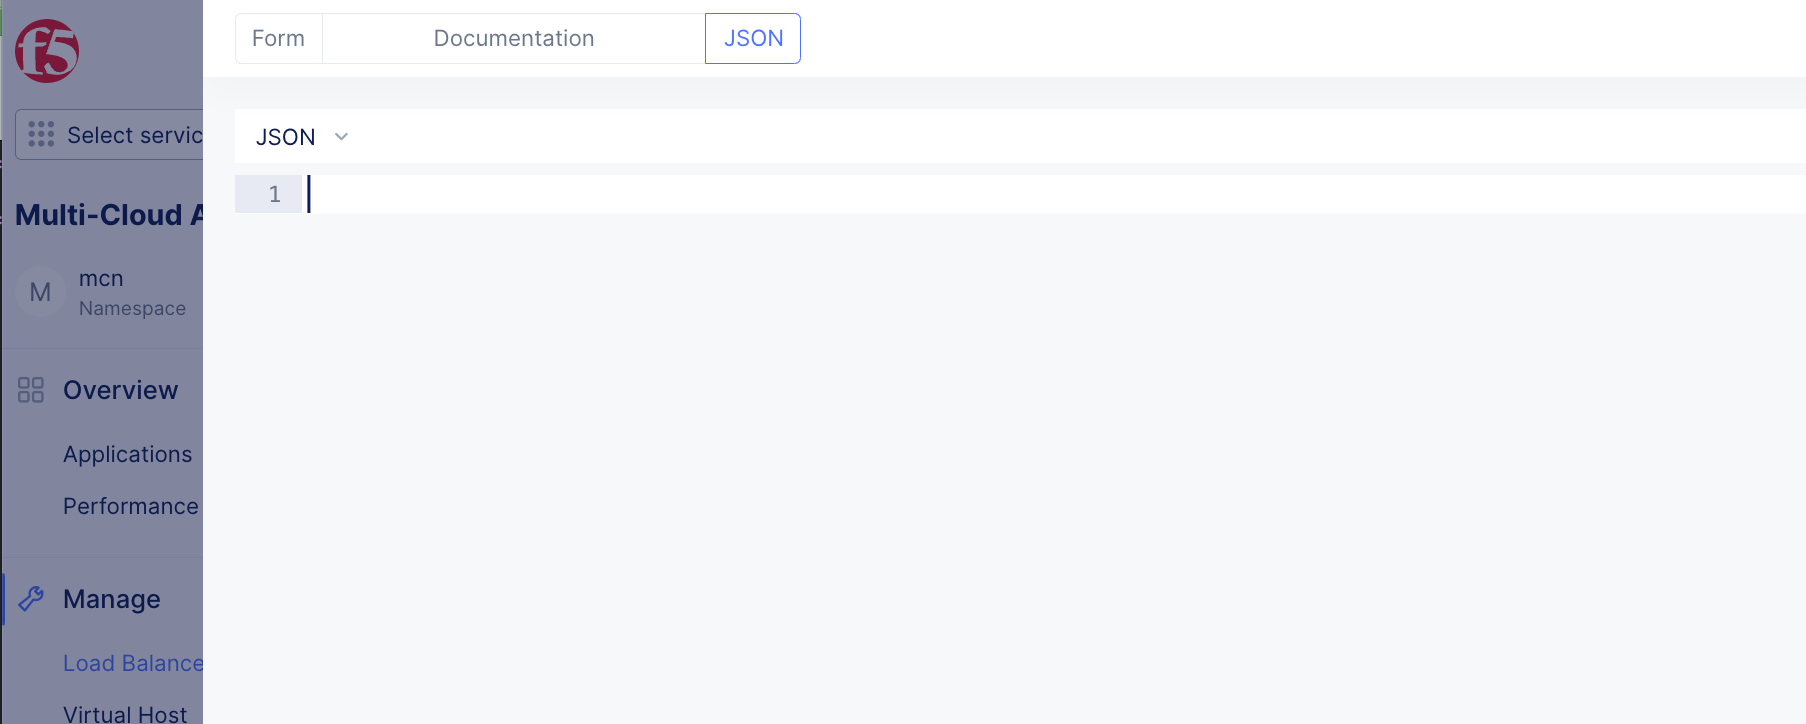 f5
Form
Documentation
JSON
Select servic
JSON
1
Multi-Cloud A
M
mcn
Namespace
Overview
Applications
Performance
Manage
Load Balance
Virtual Host